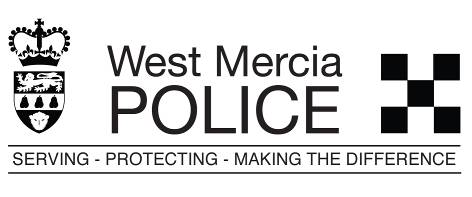 West Mercia
POLICE
SERVING - PROTECTING - MAKING THE DIFFERENCE